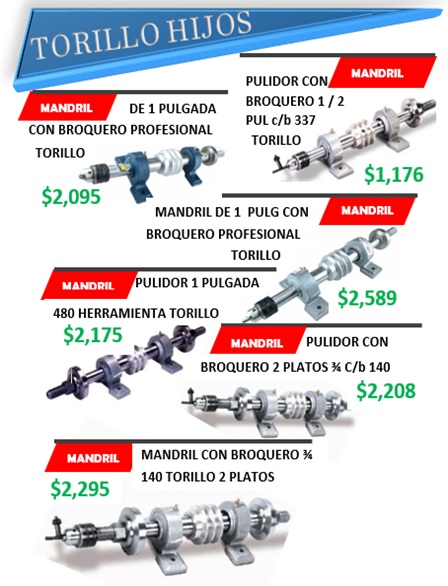 TORILLO HIJOS
MANDRIL DE 1 PULGADA
CON BROQUERO PROFESIONAL
TORILLO
$2,095
PULIDOR CON MANDRIL
BROQUERO 1 / 2
PUL c/b 337
TORILLO
$1,176
MANDRIL DE 1 PULG CON MANDRIL
BROQUERO PROFESIONAL
TORILLO
$2,589
MANDRIL PULIDOR 1 PULGADA
480 HERRAMIENTA TORILLO
$2,175
MANDRIL PULIDOR CON
BROQUERO 2 PLATOS ¾ C/b 140
$2,208
MANDRIL MANDRIL CON BROQUERO ¾
140 TORILLO 2 PLATOS
$2,295